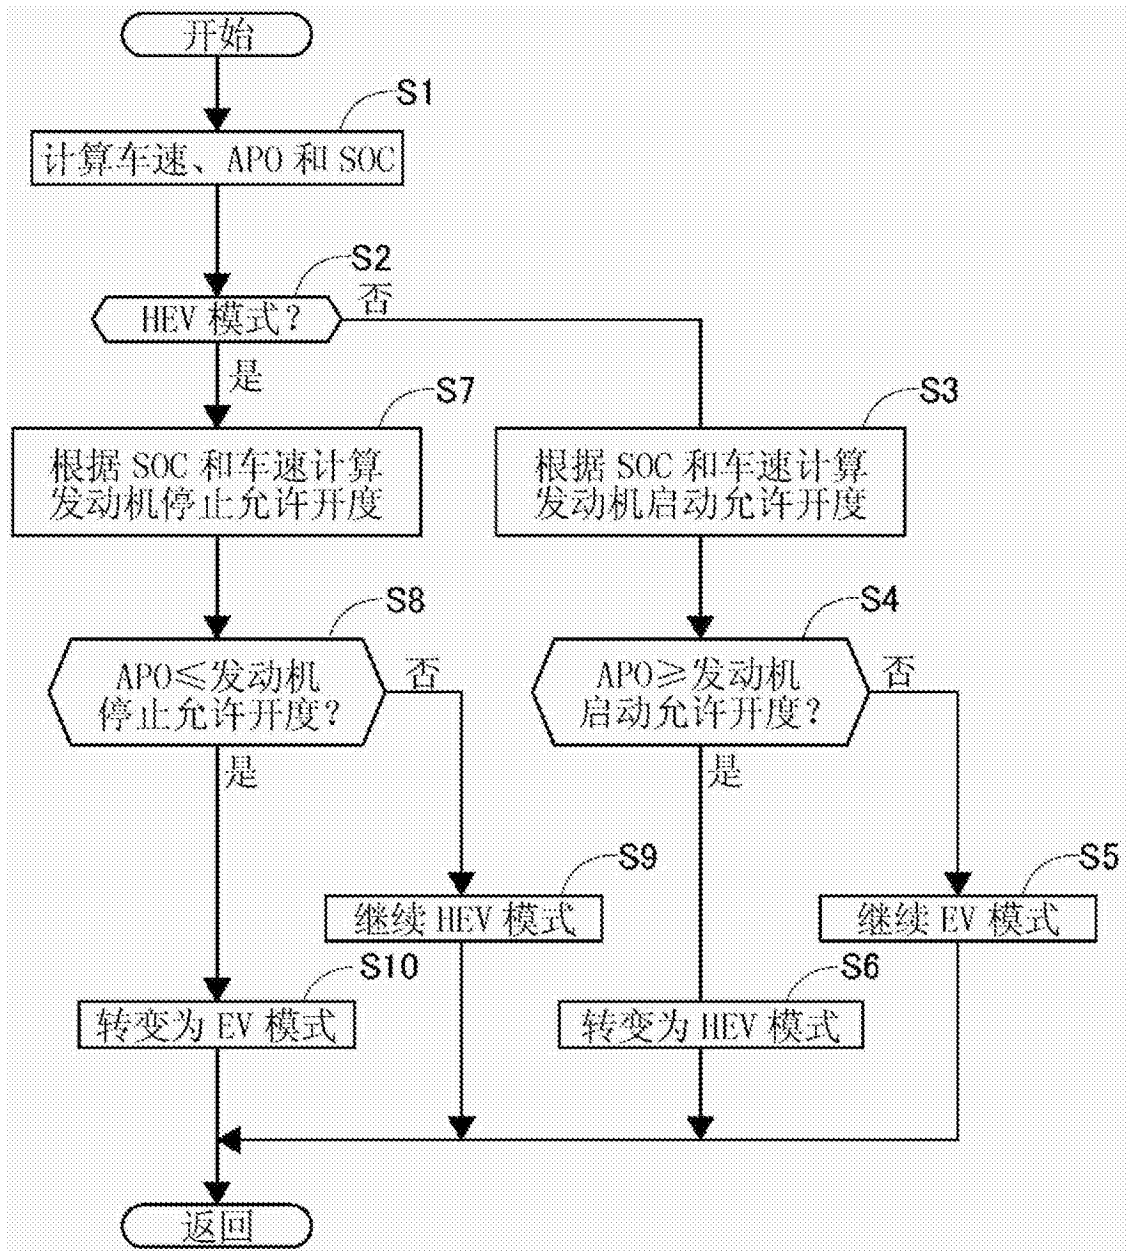 开始
S1
计算车速、APO 和 SOC
S2
HEV 模式？
否
是
S7
根据 SOC 和车速计算
发动机停止允许开度
S3
根据 SOC 和车速计算
发动机启动允许开度
S8
APO≤发动机
停止允许开度？
否
是
S4
APO≥发动机
启动允许开度？
否
是
S9
继续 HEV 模式
S5
继续 EV 模式
S10
转变为 EV 模式
S6
转变为 HEV 模式
返回